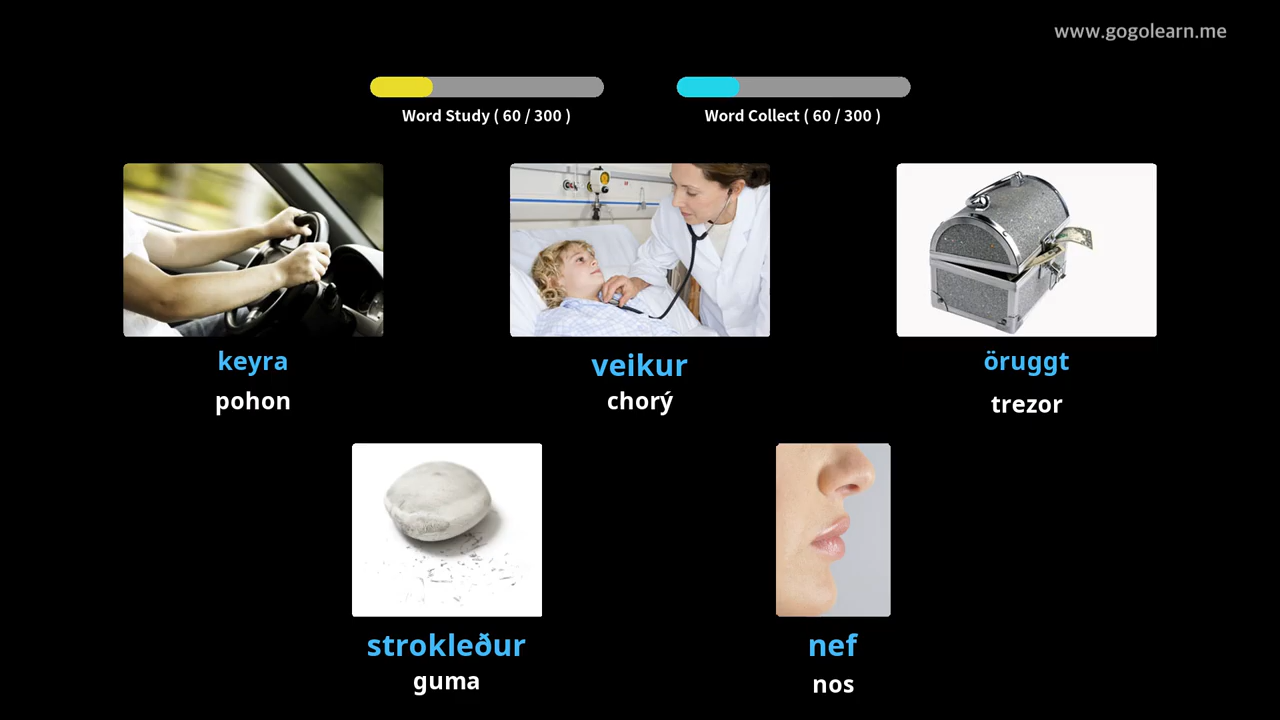 www.gogolearn.me
Word Study ( 60 / 300 )
Word Collect ( 60 / 300 )
keyra
pohon
veikur
chorý
öruggt
trezor
strokleður
guma
nef
nos